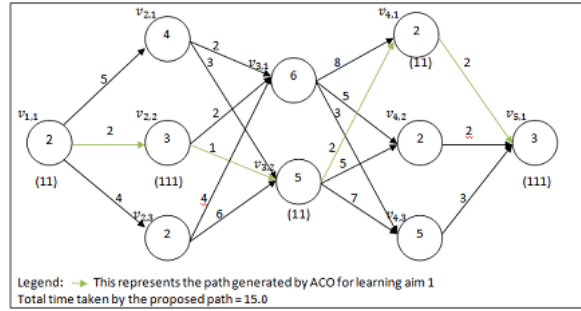 v2,1
4
v4,1
2
(11)
2
3
8
v3,1
6
5
2
5
3
v1,1
2
(11)
2
v2,2
3
(111)
2
1
v4,2
2
2
v5,1
3
(111)
v3,2
5
(11)
2
5
7
4
v2,3
2
4
6
v4,3
5
3
Legend: → This represents the path generated by ACO for learning aim 1
Total time taken by the proposed path = 15.0